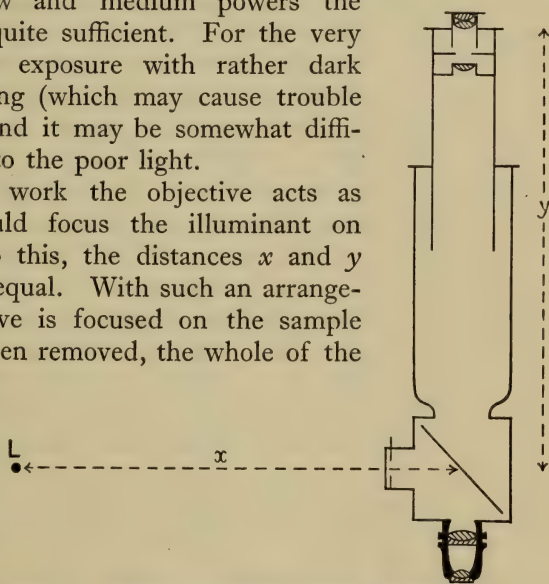 w and medium powers the
quite sufficient. For the very
exposure with rather dark
ng (which may cause trouble
nd it may be somewhat diffi-
to the poor light.
work the objective acts as
uld focus the illuminant on
this, the distances x and y
equal. With such an arrange-
ve is focused on the sample
en removed, the whole of the
y
L
x